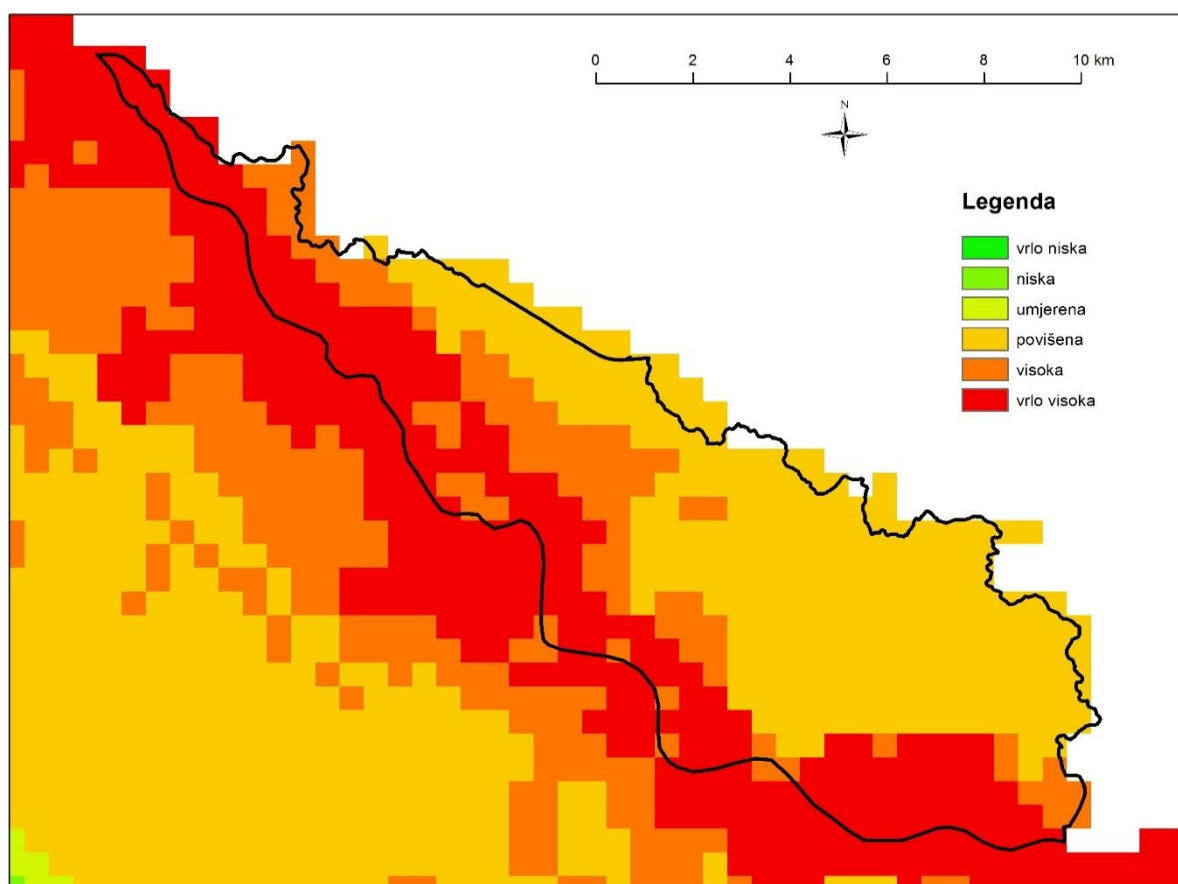 0 2 4 6 8 10 km
N
Legenda
vrlo niska
niska
umjerena
povišena
visoka
vrlo visoka